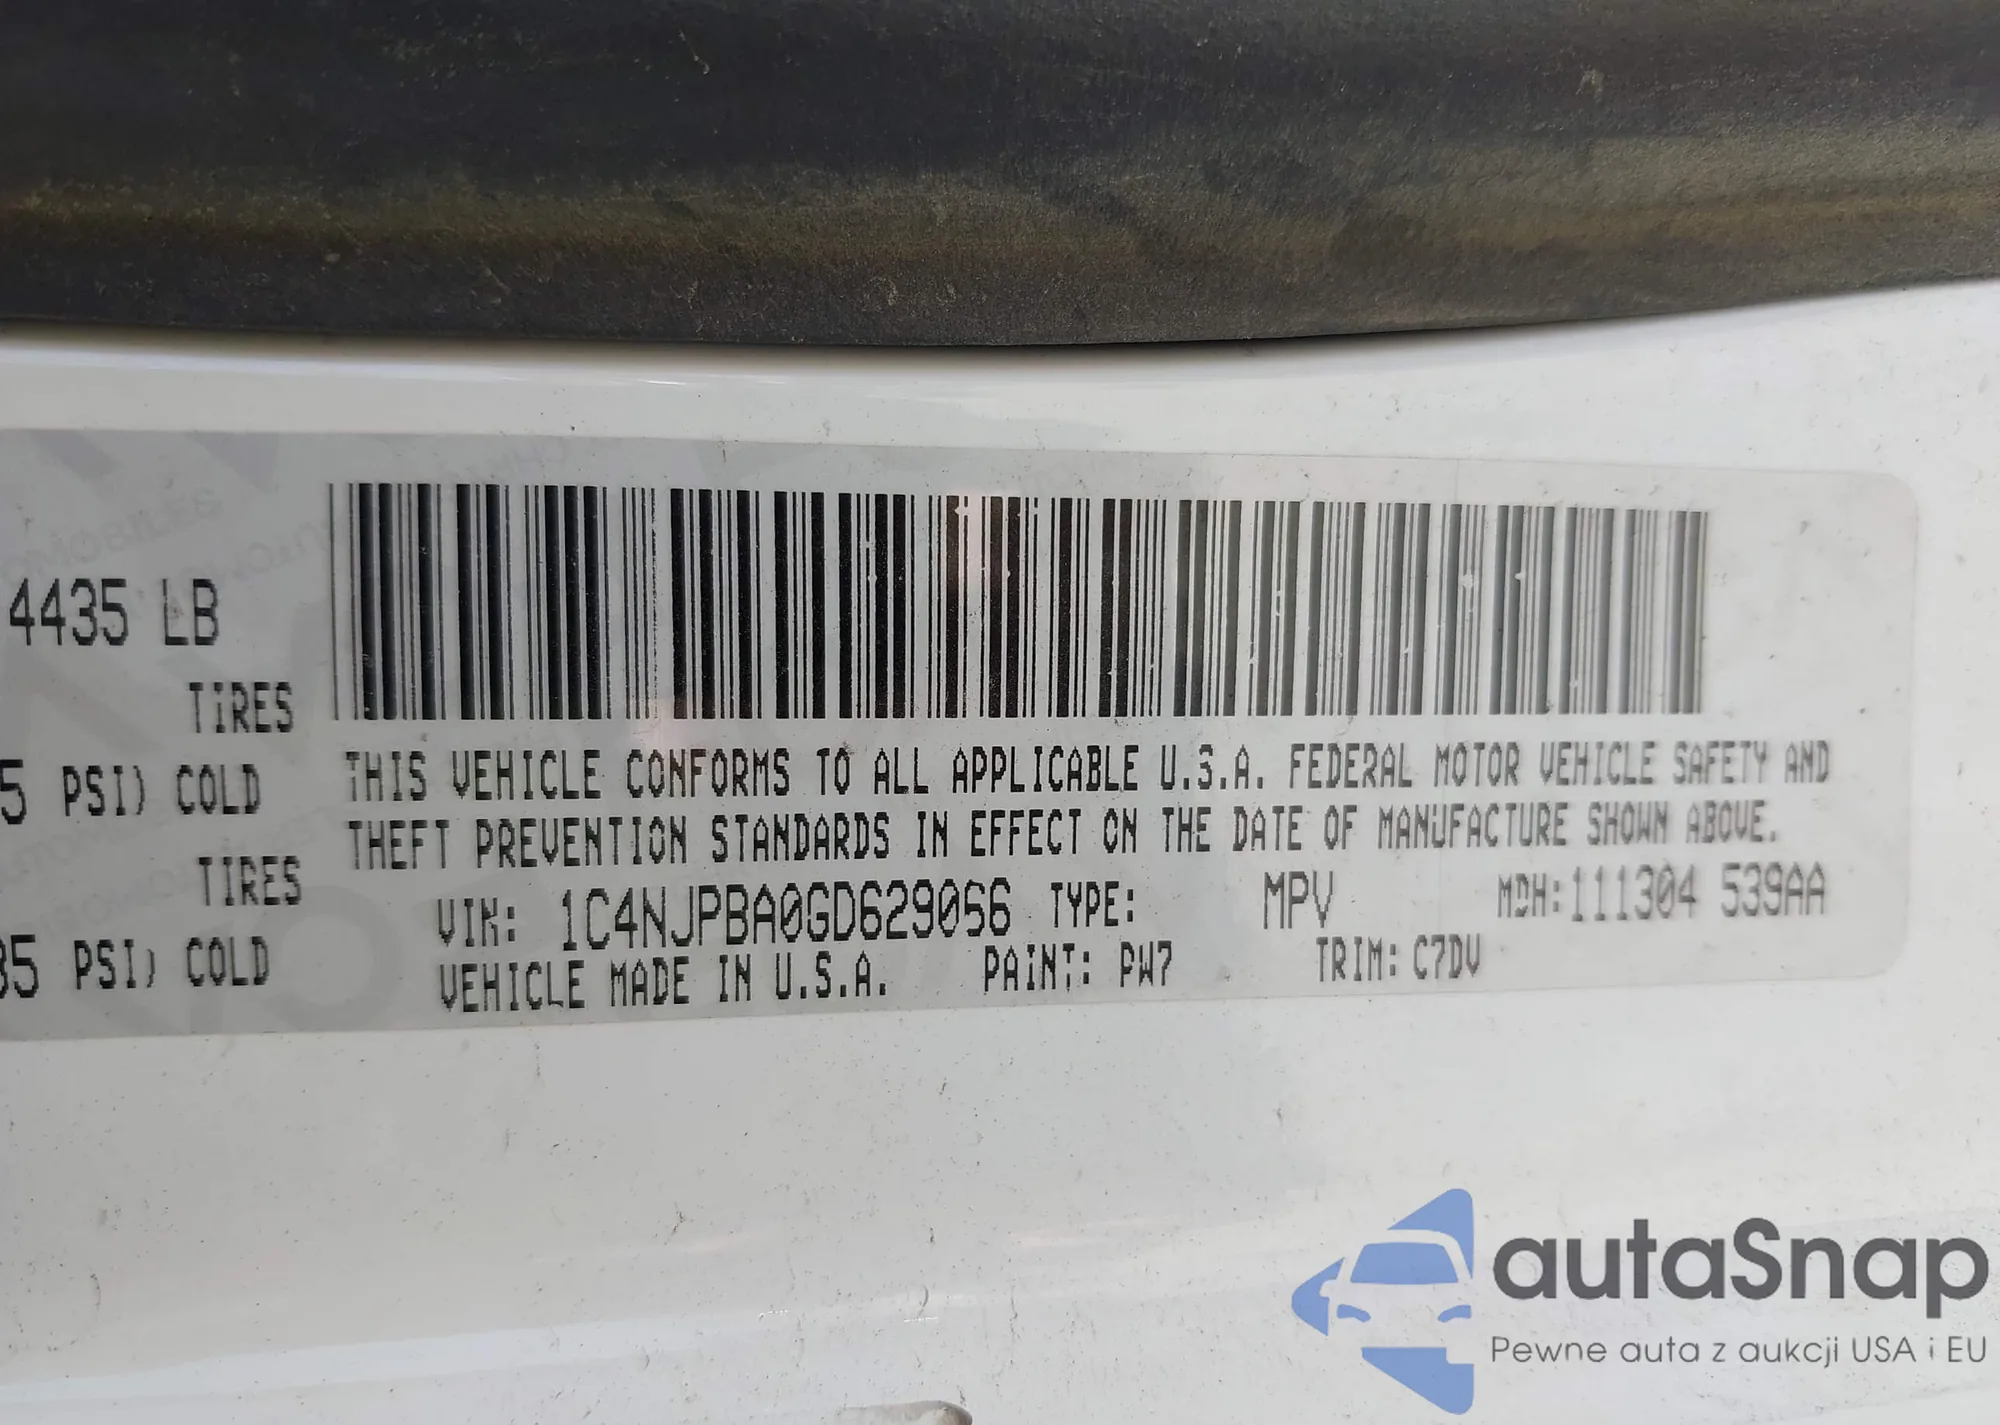 4435 LB
TIRES
5 PSI) COLD
TIRES
35 PSI) COLD
THIS VEHICLE CONFORMS TO ALL APPLICABLE U.S.A. FEDERAL MOTOR VEHICLE SAFETY AND
THEFT PREVENTION STANDARDS IN EFFECT ON THE DATE OF MANUFACTURE SHOWN ABOVE.
VIN: 1C4NJPBA0GD629066 TYPE: MPV MDH:111304 539AA
VEHICLE MADE IN U.S.A. PAINT: PW7 TRIM: C7DV
autaSnap
Pewne auta z aukcji USA i EU